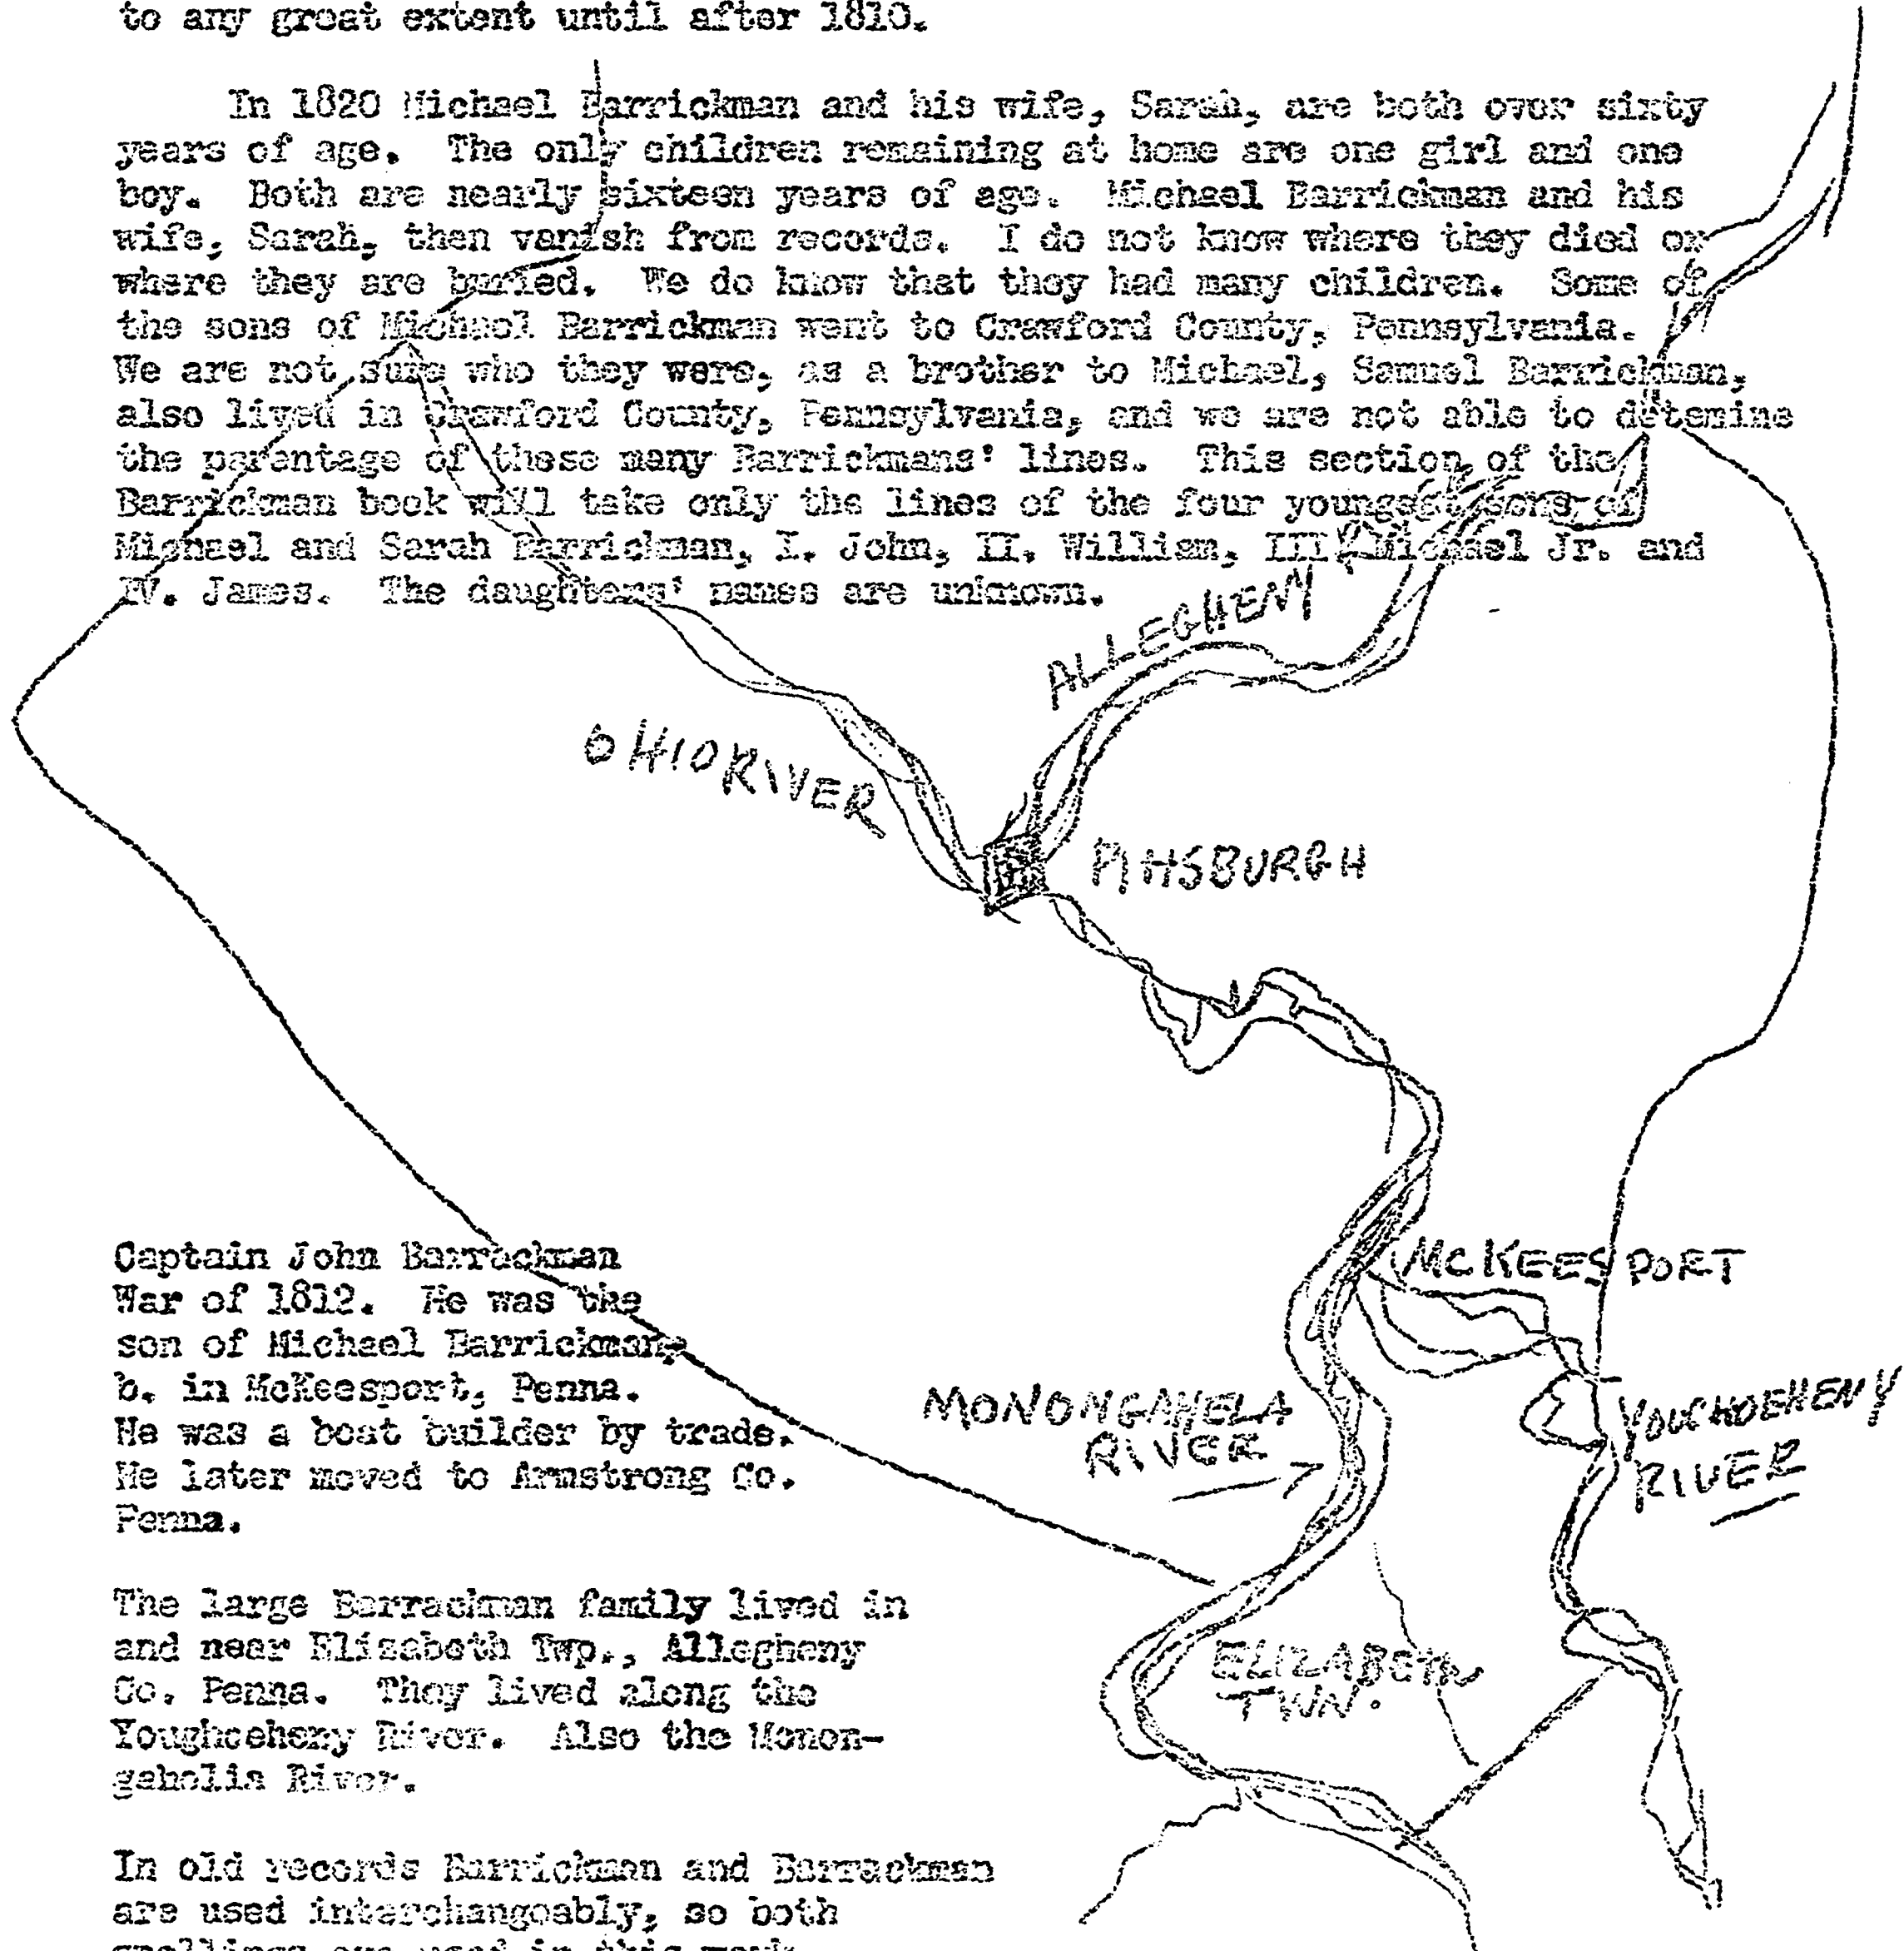 to any great extent until after 1810.
In 1820 Michael Barrickman and his wife, Sarah, are both over sixty
years of age. The only children remaining at home are one girl and one
boy. Both are nearly sixteen years of age. Michael Barrickman and his
wife, Sarah, then vanish from records. I do not know where they died or
where they are buried. We do know that they had many children. Some of
the sons of Michael Barrickman went to Crawford County, Pennsylvania.
We are not sure who they were, as a brother to Michael, Samuel Barrickman,
also lived in Crawford County, Pennsylvania, and we are not able to detemine
the parentage of these many Barrickmans' lines. This section of the
Barrickman book will take only the lines of the four youngest sons of
Michael and Sarah Barrickman, I. John, II. William, III. Michael Jr. and
IV. James. The daughters' names are unknown.
ALLEGHENY
OHIO RIVER
PITTSBURGH
MCKEESPORT
MONONGAHELA
RIVER
YOUGHOEHENY
RIVER
ELIZABETH
TWN.
Captain John Barrackman
War of 1812. He was the
son of Michael Barrickman,
b. in McKeesport, Penna.
He was a boat builder by trade.
He later moved to Armstrong Co.
Penna.
The large Barrackman family lived in
and near Elizabeth Twp., Allegheny
Co. Penna. They lived along the
Youghoeheny River. Also the Monon-
gahelia River.
In old records Barrickman and Barrackman
are used interchangeably, so both